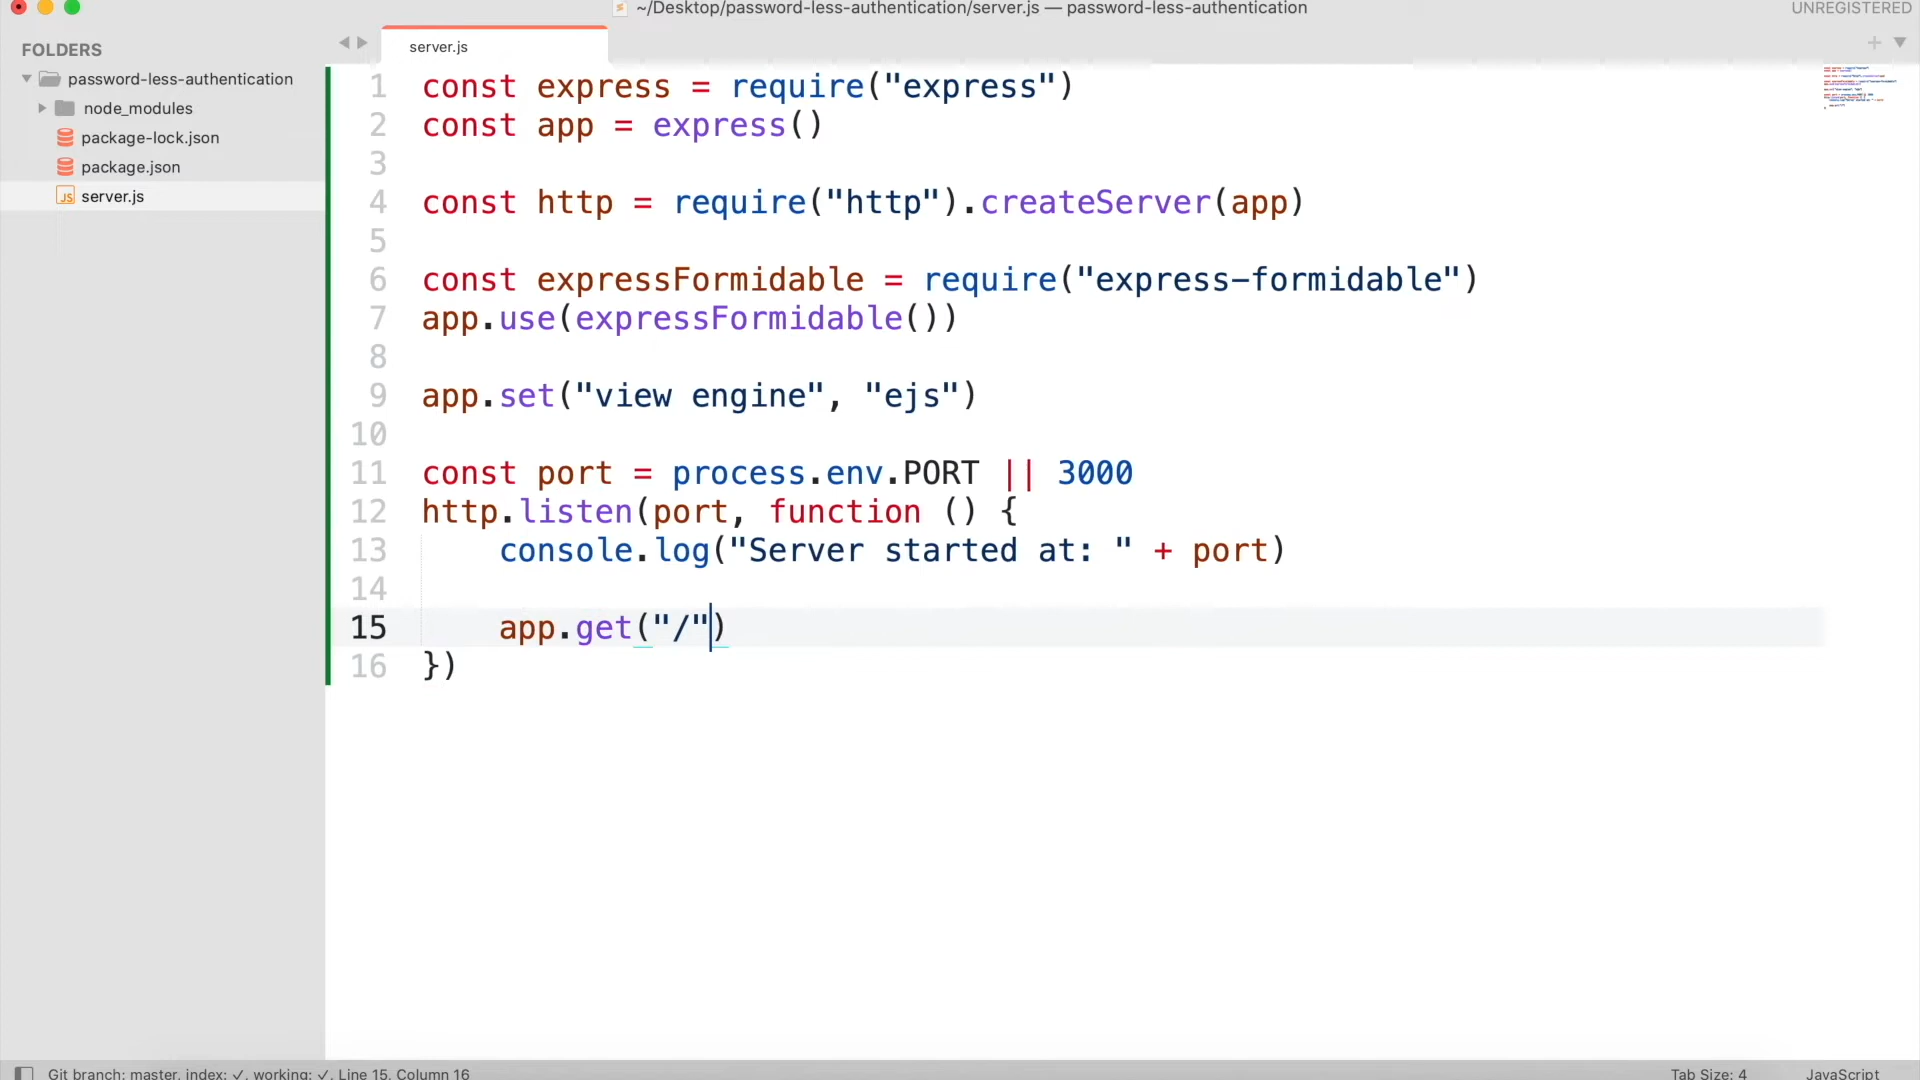 ~/Desktop/password-less-authentication/server.js — password-less-authentication
UNREGISTERED
FOLDERS
password-less-authentication
node_modules
package-lock.json
package.json
JS server.js
server.js
1 const express = require("express")
2 const app = express()
3
4 const http = require("http").createServer(app)
5
6 const expressFormidable = require("express-formidable")
7 app.use(expressFormidable())
8
9 app.set("view engine", "ejs")
10
11 const port = process.env.PORT || 3000
12 http.listen(port, function () {
13     console.log("Server started at: " + port)
14
15     app.get("/")
16 })
Git branch: master, index: ✓, working: ✓, Line 15, Column 16
Tab Size: 4
JavaScript